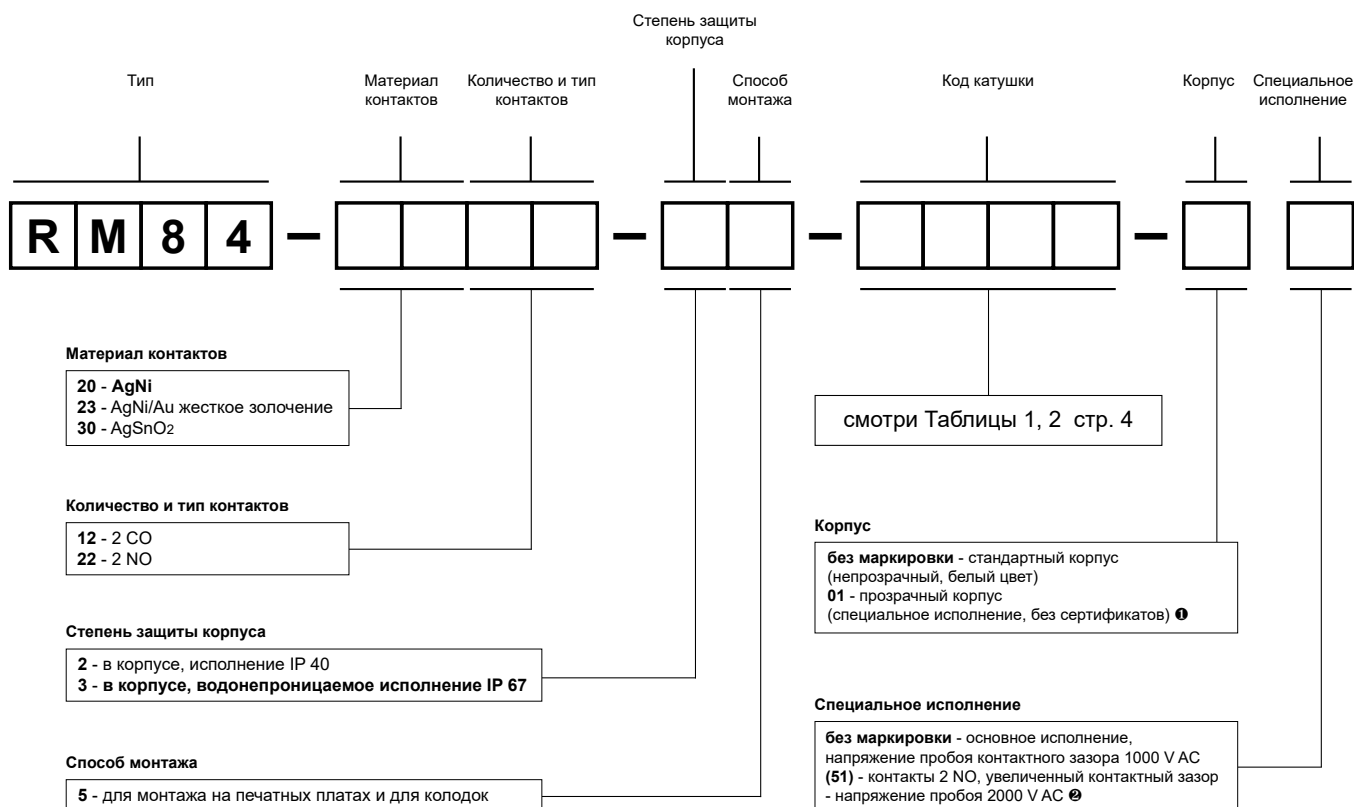 Степень защиты
корпуса
Тип
Материал
контактов
Количество и тип
контактов
Способ
монтажа
Код катушки
Корпус
Специальное
исполнение
R M 8 4 – – – –
Материал контактов
20 - AgNi
23 - AgNi/Au жесткое золочение
30 - AgSnO2
смотри Таблицы 1, 2 стр. 4
Количество и тип контактов
12 - 2 CO
22 - 2 NO
Корпус
без маркировки - стандартный корпус
(непрозрачный, белый цвет)
01 - прозрачный корпус
(специальное исполнение, без сертификатов) ❶
Степень защиты корпуса
2 - в корпусе, исполнение IP 40
3 - в корпусе, водонепроницаемое исполнение IP 67
Специальное исполнение
без маркировки - основное исполнение,
напряжение пробоя контактного зазора 1000 V AC
(51) - контакты 2 NO, увеличенный контактный зазор
- напряжение пробоя 2000 V AC ❷
Способ монтажа
5 - для монтажа на печатных платах и для колодок